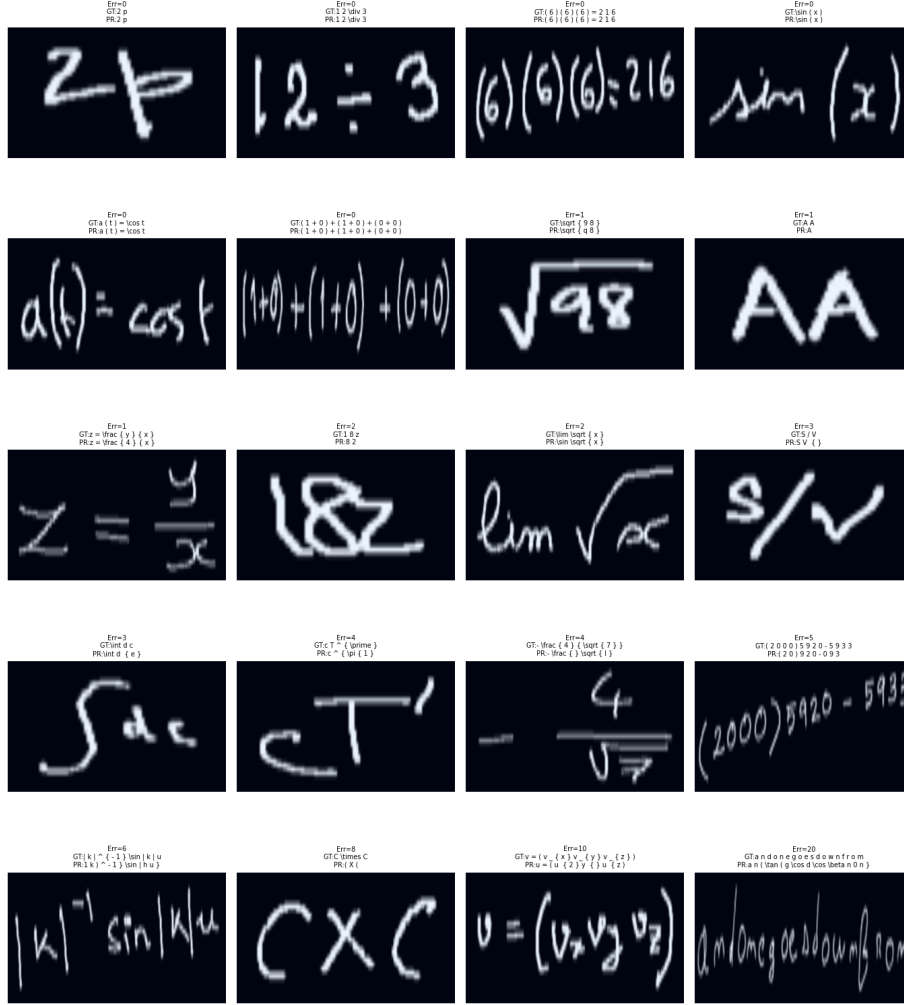 Err=0 Err=0 Err=0 Err=0
GT:2 p GT:1 2 \div 3 GT:( 6 ) ( 6 ) ( 6 ) = 2 1 6 GT:\sin ( x )
PR:2 p PR:1 2 \div 3 PR:( 6 ) ( 6 ) ( 6 ) = 2 1 6 PR:\sin ( x )
2p 12 ÷ 3 (6)(6)(6)=216 sin (x)
Err=0 Err=0 Err=1 Err=1
GT:a ( t ) = \cos t GT:( 1 + 0 ) + ( 1 + 0 ) + ( 0 + 0 ) GT:\sqrt { 9 8 } GT:A A
PR:a ( t ) = \cos t PR:( 1 + 0 ) + ( 1 + 0 ) + ( 0 + 0 ) PR:\sqrt { q 8 } PR:A
a(t) = cos t (1+0)+(1+0)+(0+0) √98 AA
Err=1 Err=2 Err=2 Err=3
GT:z = \frac { y } { x } GT:1 8 z GT:\lim \sqrt { x } GT:S / V
PR:z = \frac { 4 } { x } PR:8 2 PR:\sin \sqrt { x } PR:S V { }
z = y/x 18z lim √x S/V
Err=3 Err=4 Err=4 Err=5
GT:\int d c GT:c T ^ { \prime } GT:- \frac { 4 } { \sqrt { 7 } } GT:( 2 0 0 0 ) 5 9 2 0 - 5 9 3 3
PR:\int d { e } PR:c ^ { \pi { 1 } PR:- \frac { } \sqrt { l } PR:( 2 0 ) 9 2 0 - 0 9 3
∫dc cT′ - 4/√7 (2000)5920 - 5933
Err=6 Err=8 Err=10 Err=20
GT:| k | ^ { - 1 } \sin | k | u GT:C \times C GT:v = ( v _ { x } v _ { y } v _ { z } ) GT:a n d o n e g o e s d o w n f r o m
PR:1 k ) ^ - 1 } \sin | h u } PR:( X ( PR:u = [ u { 2 } y { } u { z ) PR:a n ( \tan ( g \cos d \cos \beta n 0 n }
|k|⁻¹ sin|k|u C X C v = (vx vy vz) andonegoesdownfrom